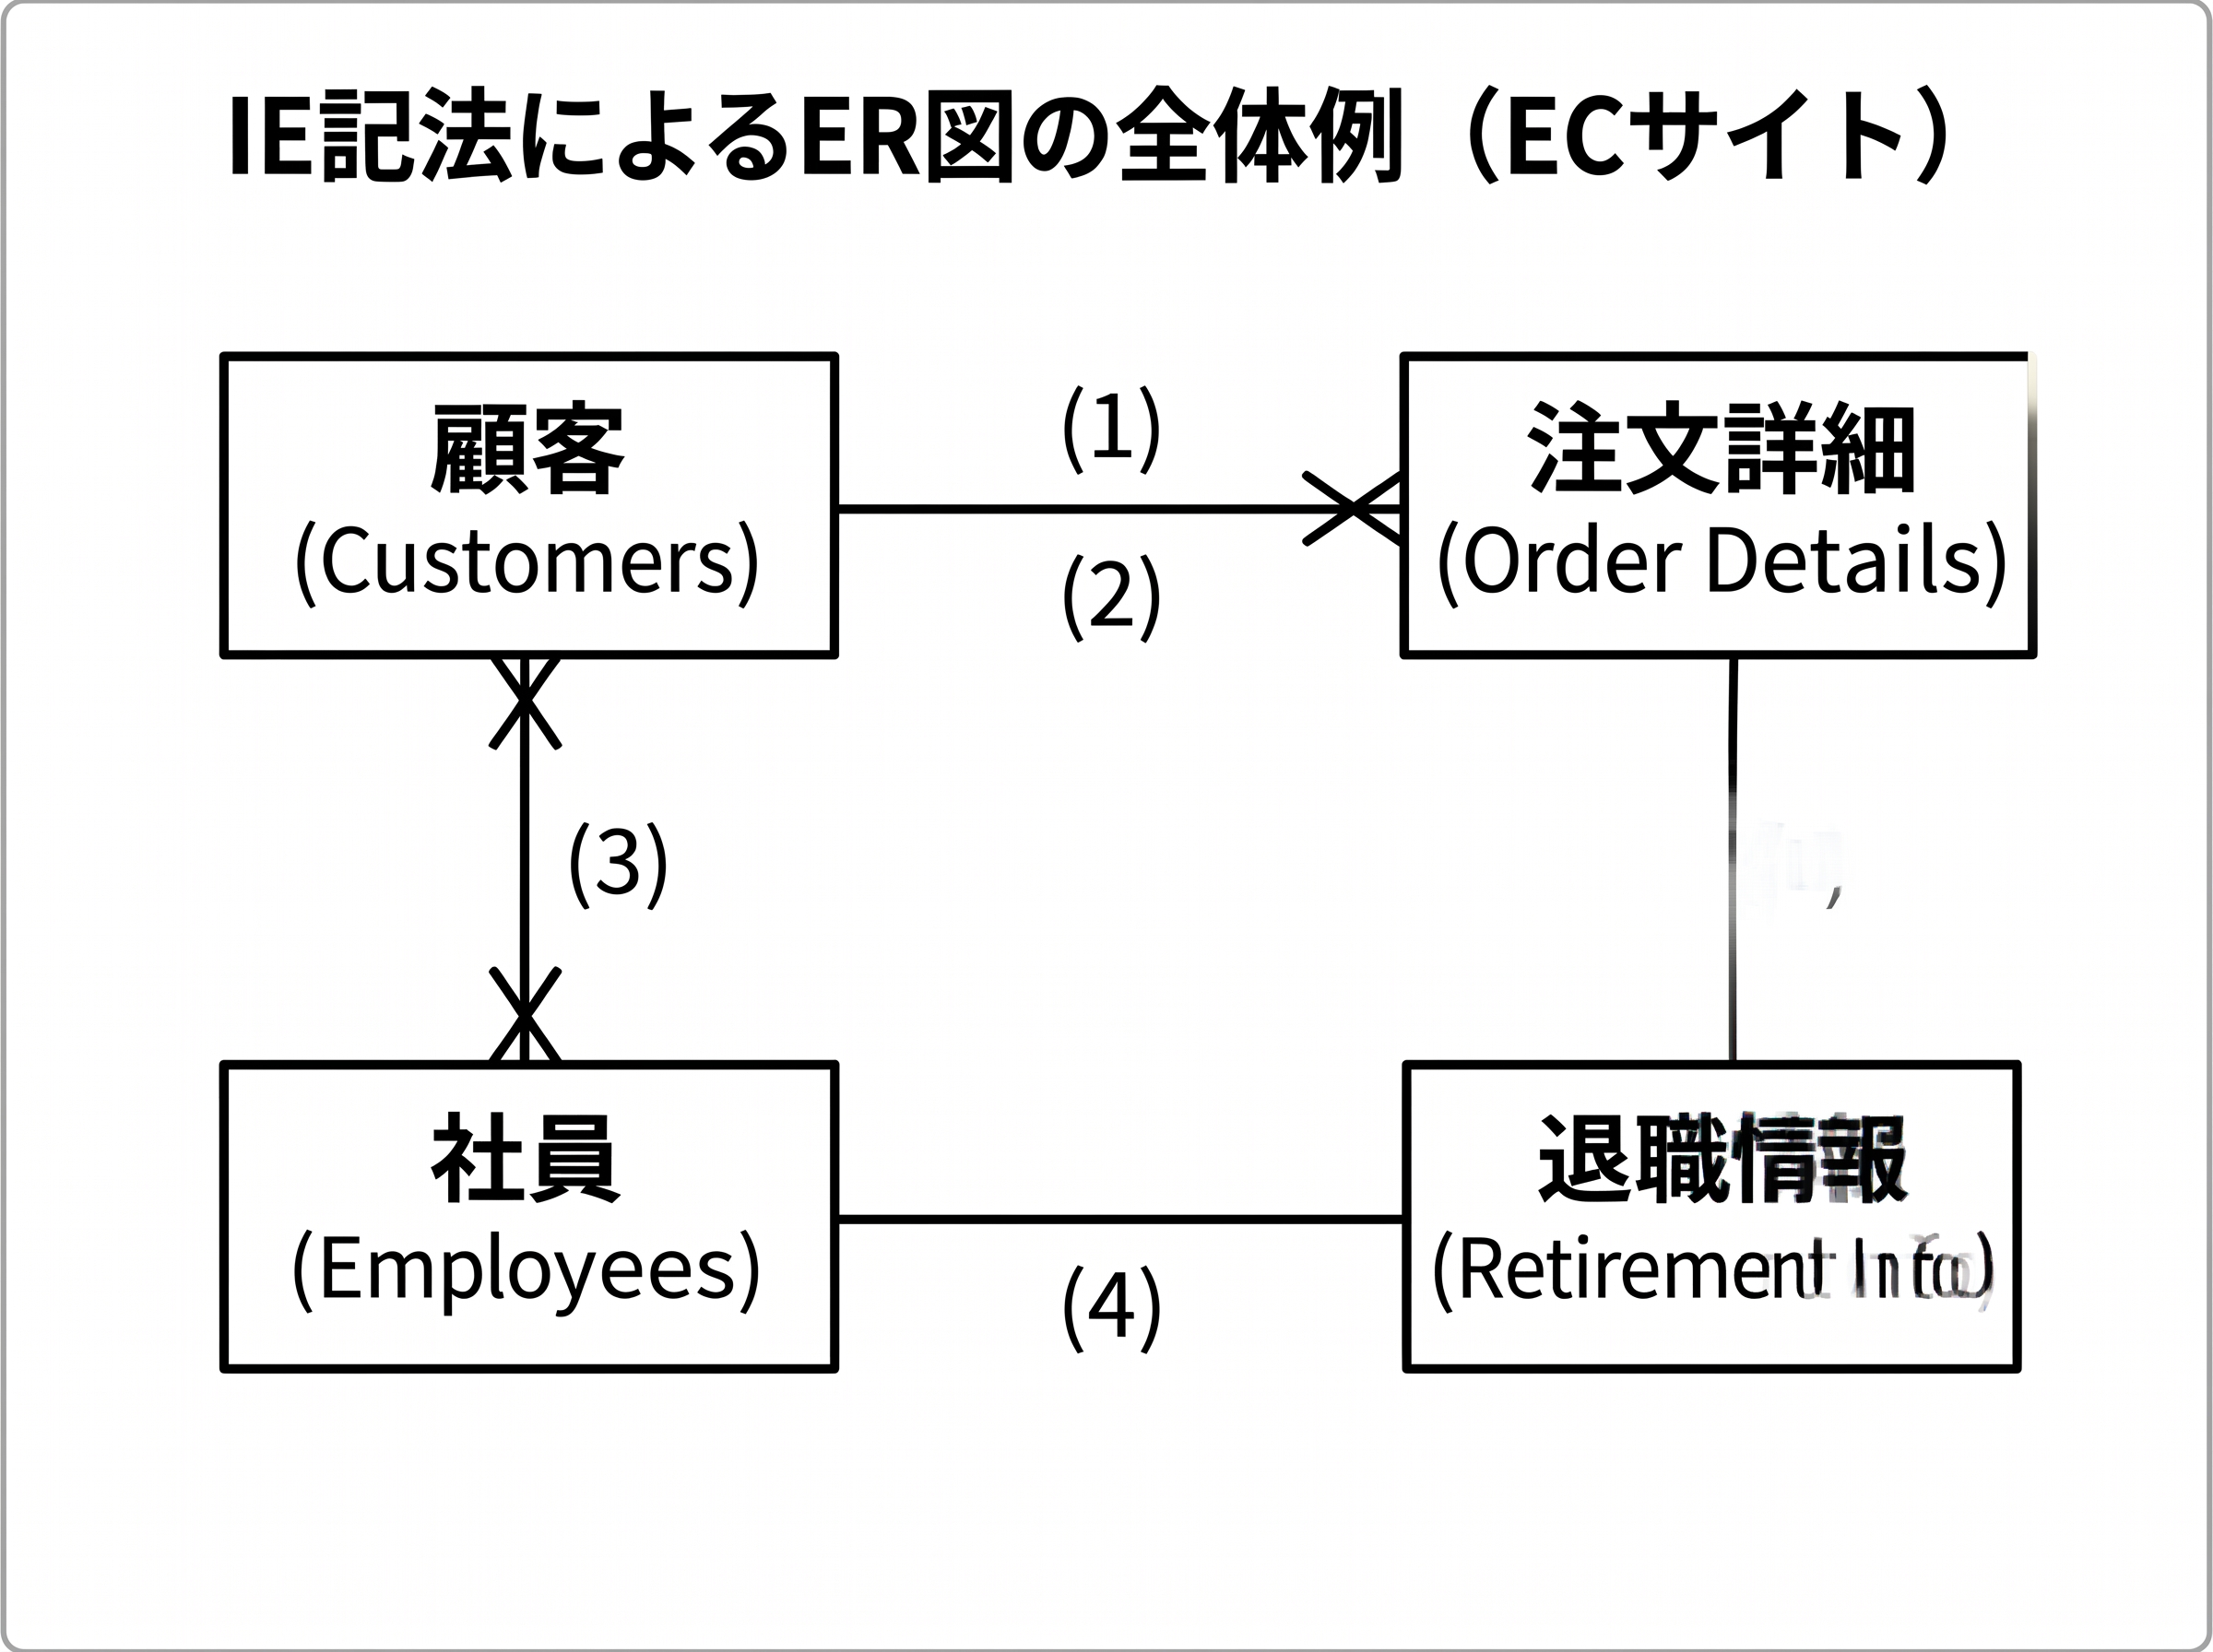 IE記法によるER図の全体例（ECサイト）
顧客
(Customers)
(1)
(2)
注文詳細
(Order Details)
(3)
社員
(Employees)
(4)
退職情報
(Retirement Info)